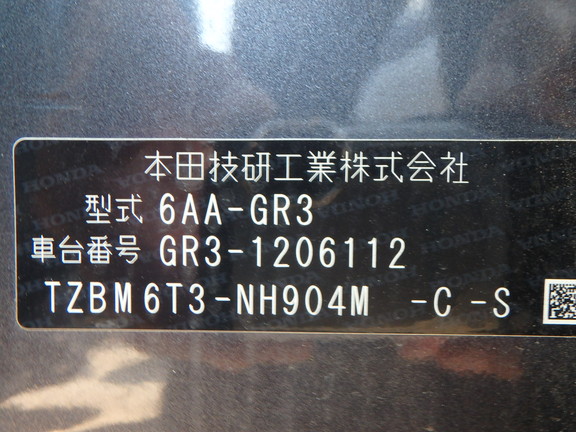 本田技研工業株式会社
型式 6AA-GR3
車台番号 GR3-1206112
TZBM6T3-NH904M -C -S